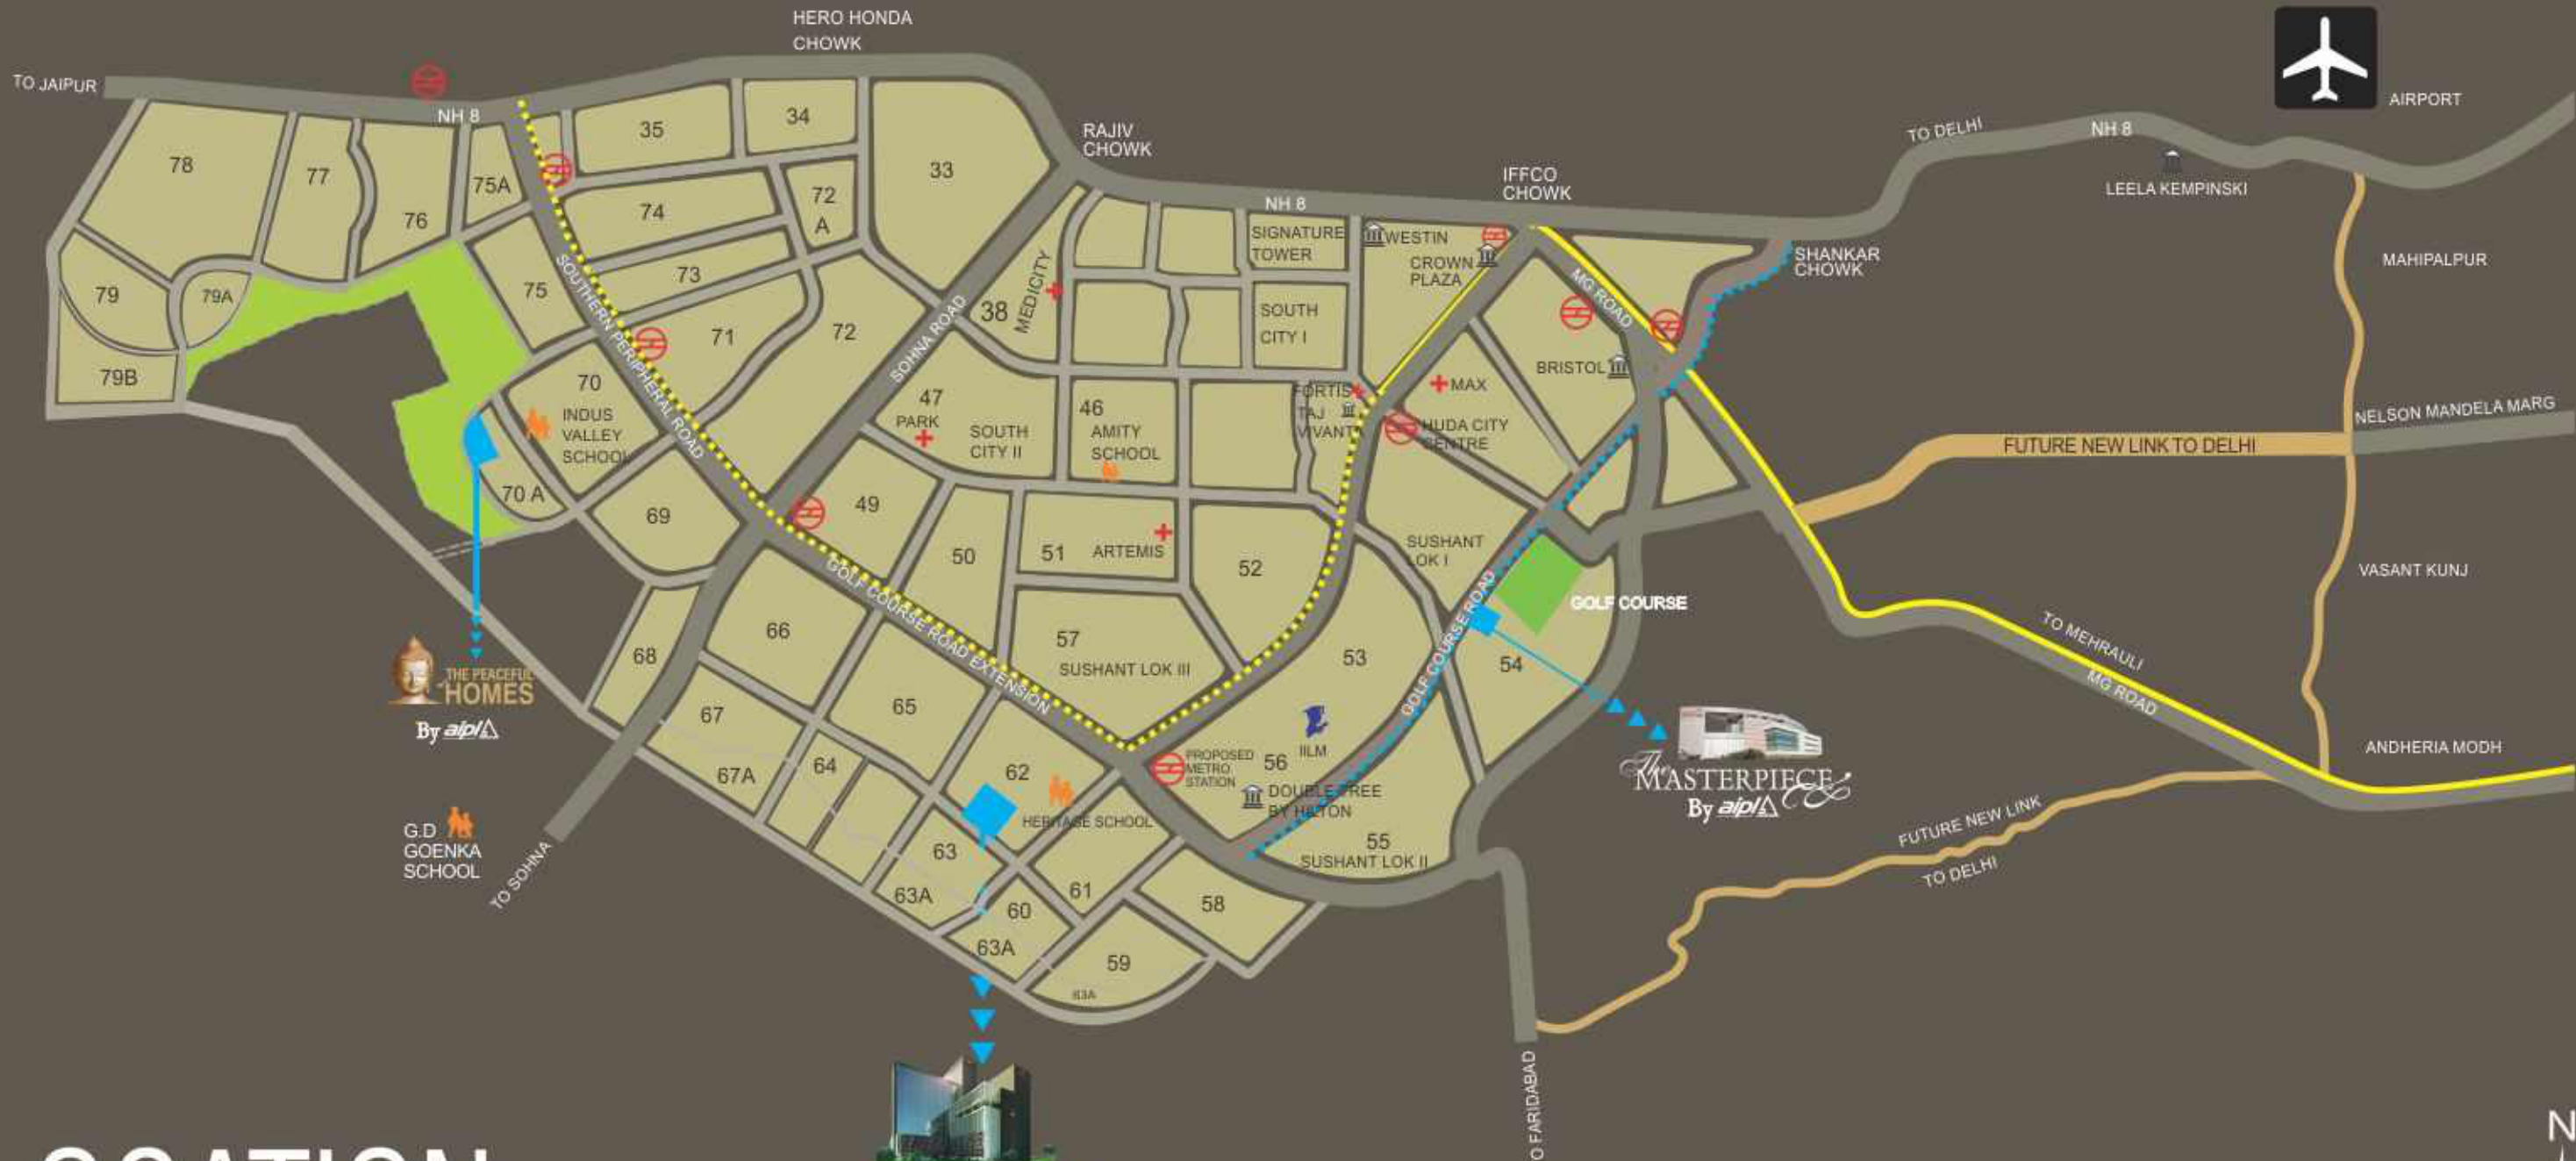 HERO HONDA
CHOWK
TO JAIPUR
NH 8
AIRPORT
35
34
33
RAJIV
CHOWK
TO DELHI
NH 8
LEELA KEMPINSKI
78
77
76
75A
74
72
A
IFFCO
CHOWK
NH 8
SIGNATURE
TOWER
WESTIN
CROWN
PLAZA
SHANKAR
CHOWK
MAHIPALPUR
79
79A
75
73
SOUTHERN PERIPHERAL ROAD
71
72
SOHNA ROAD
38
MEDICITY
SOUTH
CITY I
MG ROAD
BRISTOL
79B
70
INDUS
VALLEY
SCHOOL
47
PARK
SOUTH
CITY II
46
AMITY
SCHOOL
FORTIS
TAJ
MAX
HUDA CITY
CENTRE
NELSON MANDELA MARG
FUTURE NEW LINK TO DELHI
70 A
69
49
50
51
ARTEMIS
52
SUSHANT
LOK I
GOLF COURSE
VASANT KUNJ
GOLF COURSE ROAD EXTENSION
GOLF COURSE ROAD
68
66
57
SUSHANT LOK III
53
54
TO MEHRAULI
MG ROAD
THE PEACEFUL
HOMES
By aipl
67
65
67A
64
62
HERITAGE SCHOOL
PROPOSED
METRO
STATION
56
IILM
DOUBLE TREE
BY HILTON
The
MASTERPIECE
By aipl
ANDHERIA MODH
G.D
GOENKA
SCHOOL
TO SOHNA
63
63A
60
61
58
55
SUSHANT LOK II
FUTURE NEW LINK
TO DELHI
63A
59
63A
O FARIDABAD
OCATION
N